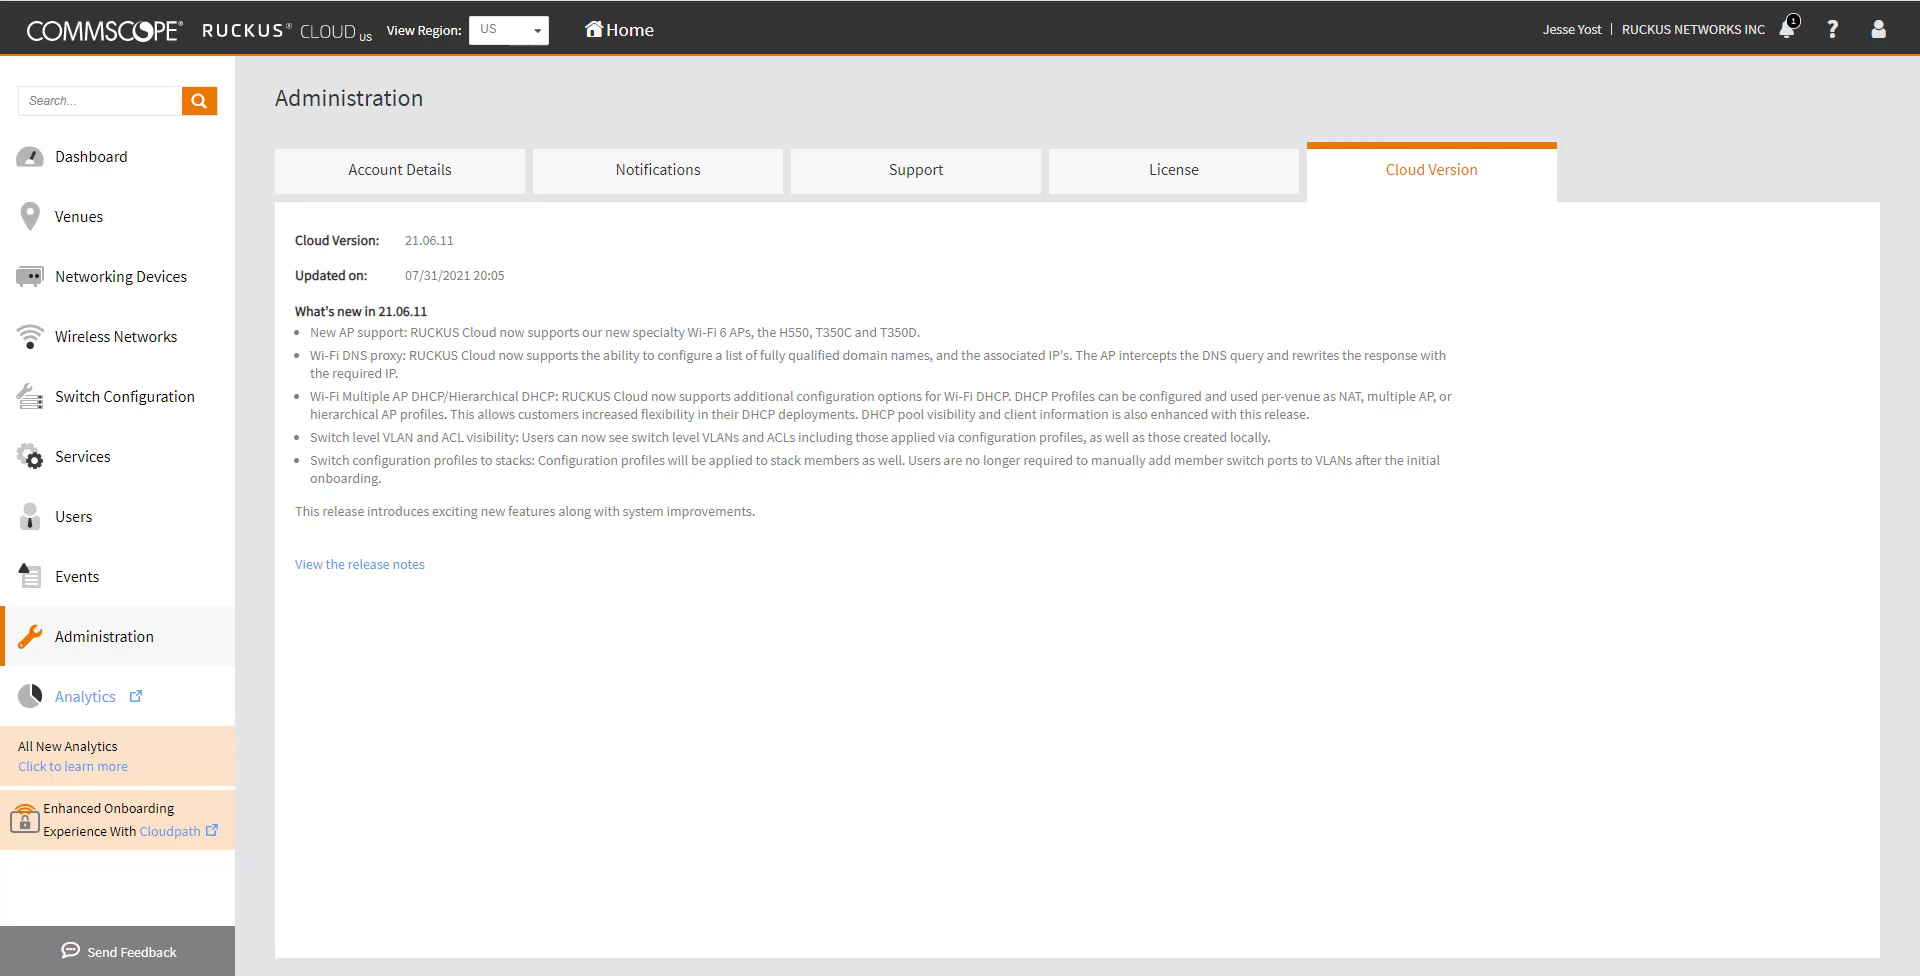 COMMSCOPE® RUCKUS® CLOUD US View Region: US Home Jesse Yost | RUCKUS NETWORKS INC 1 ?
Search...
Dashboard
Venues
Networking Devices
Wireless Networks
Switch Configuration
Services
Users
Events
Administration
Analytics
All New Analytics
Click to learn more
Enhanced Onboarding
Experience With Cloudpath
Send Feedback
Administration
Account Details Notifications Support License Cloud Version
Cloud Version: 21.06.11
Updated on: 07/31/2021 20:05
What's new in 21.06.11
• New AP support: RUCKUS Cloud now supports our new specialty Wi-Fi 6 APs, the H550, T350C and T350D.
• Wi-Fi DNS proxy: RUCKUS Cloud now supports the ability to configure a list of fully qualified domain names, and the associated IP's. The AP intercepts the DNS query and rewrites the response with
the required IP.
• Wi-Fi Multiple AP DHCP/Hierarchical DHCP: RUCKUS Cloud now supports additional configuration options for Wi-Fi DHCP. DHCP Profiles can be configured and used per-venue as NAT, multiple AP, or
hierarchical AP profiles. This allows customers increased flexibility in their DHCP deployments. DHCP pool visibility and client information is also enhanced with this release.
• Switch level VLAN and ACL visibility: Users can now see switch level VLANs and ACLs including those applied via configuration profiles, as well as those created locally.
• Switch configuration profiles to stacks: Configuration profiles will be applied to stack members as well. Users are no longer required to manually add member switch ports to VLANs after the initial
onboarding.
This release introduces exciting new features along with system improvements.
View the release notes